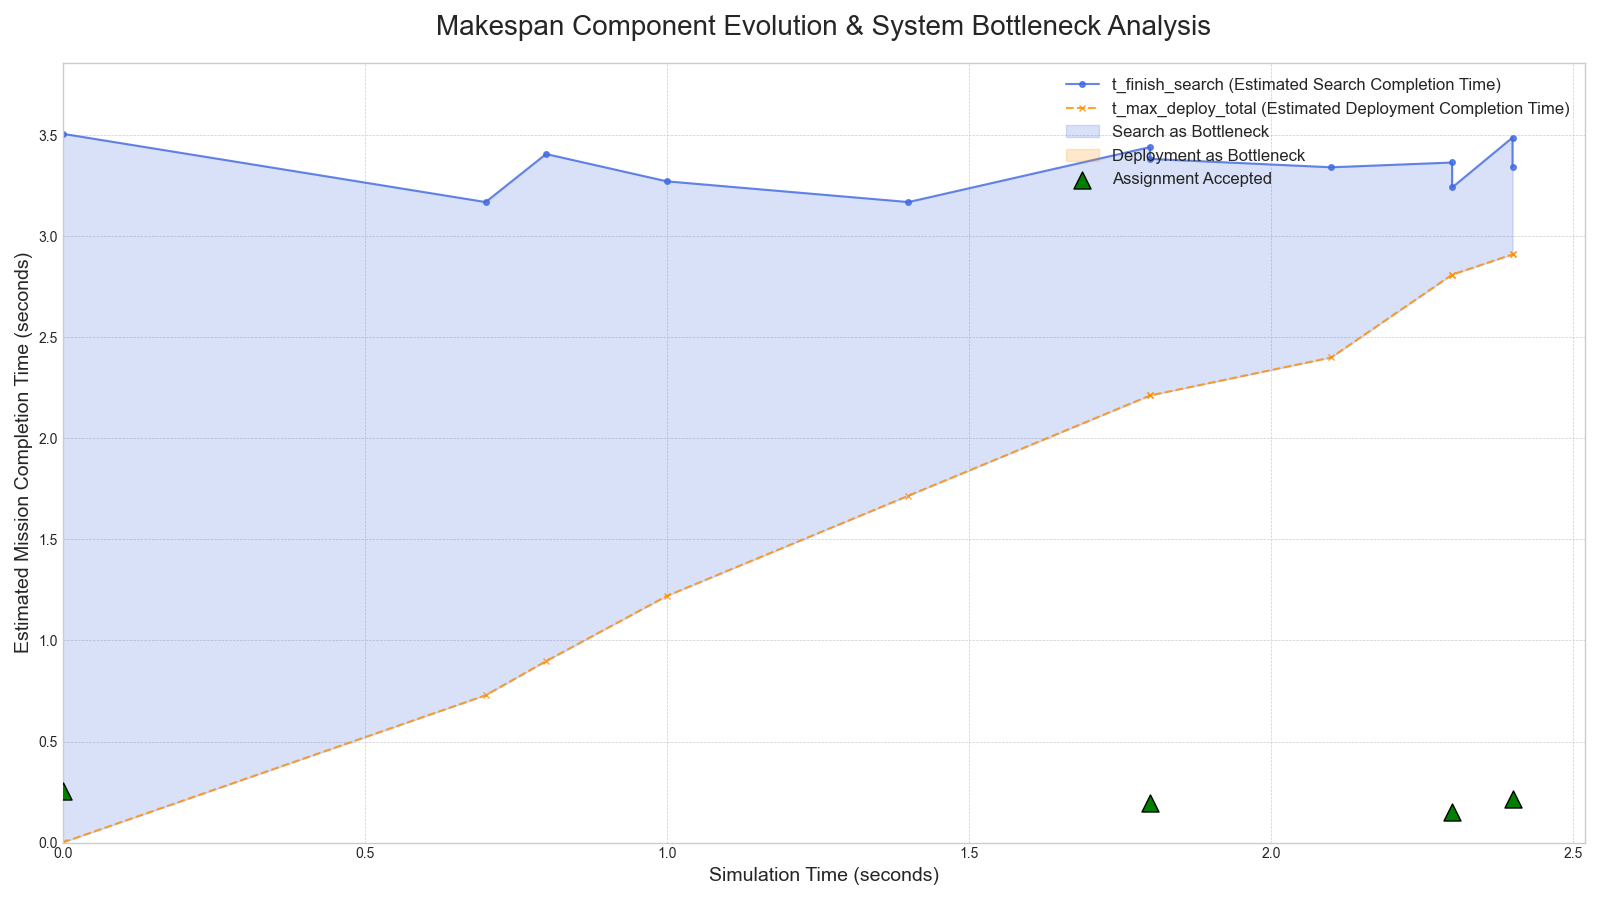 Makespan Component Evolution & System Bottleneck Analysis
t_finish_search (Estimated Search Completion Time)
t_max_deploy_total (Estimated Deployment Completion Time)
Search as Bottleneck
Deployment as Bottleneck
Assignment Accepted
Estimated Mission Completion Time (seconds)
3.5
3.0
2.5
2.0
1.5
1.0
0.5
0.0
0.0 0.5 1.0 1.5 2.0 2.5
Simulation Time (seconds)